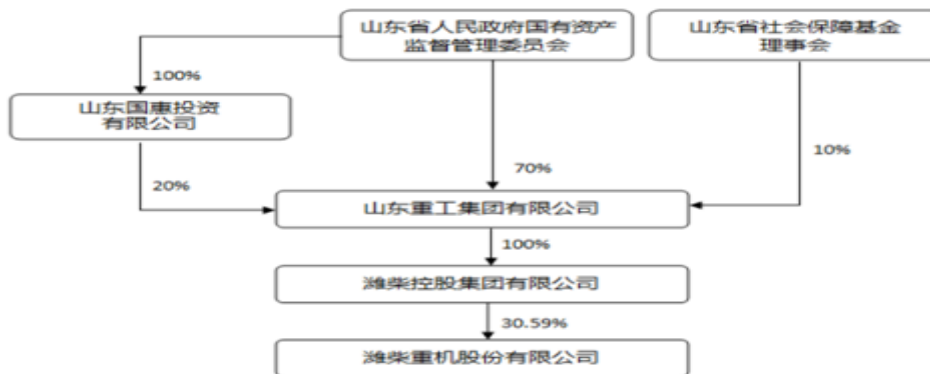 山东省人民政府国有资产
监督管理委员会
山东省社会保障基金
理事会
100%
山东国惠投资
有限公司
10%
70%
20%
山东重工集团有限公司
100%
潍柴控股集团有限公司
30.59%
潍柴重机股份有限公司